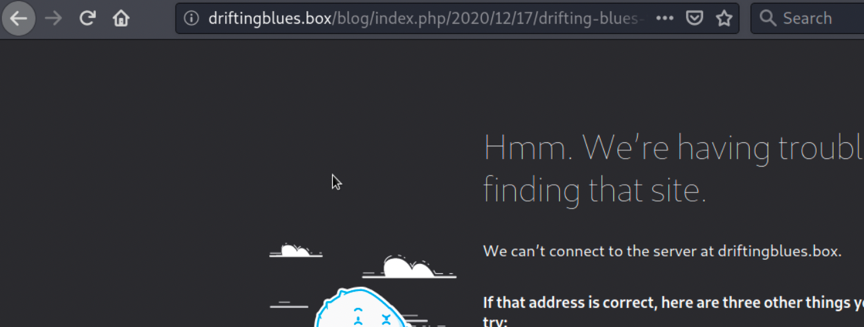 driftingblues.box/blog/index.php/2020/12/17/drifting-blues-
Search
Hmm. We're having troubl
finding that site.
We can't connect to the server at driftingblues.box.
If that address is correct, here are three other things y
try: